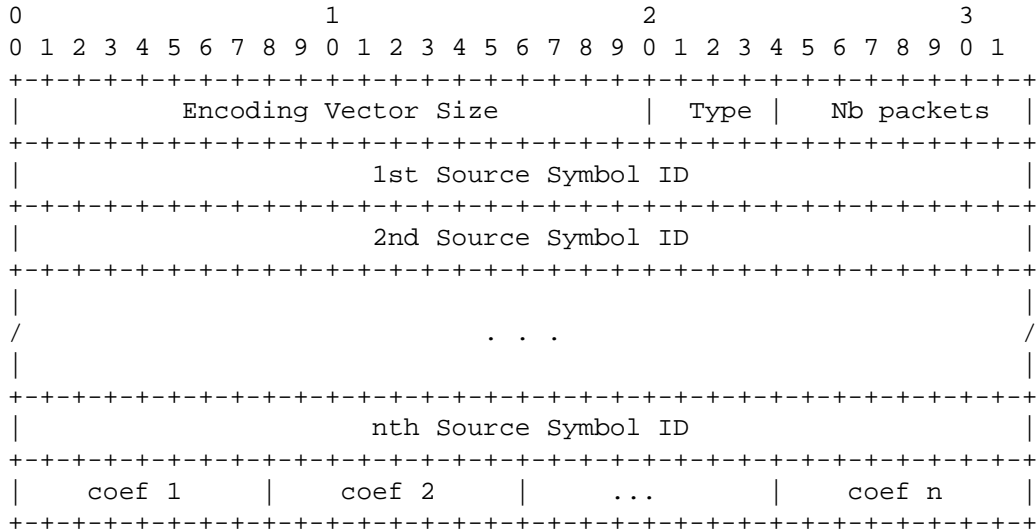 0                   1                   2                   3
 0 1 2 3 4 5 6 7 8 9 0 1 2 3 4 5 6 7 8 9 0 1 2 3 4 5 6 7 8 9 0 1
+-+-+-+-+-+-+-+-+-+-+-+-+-+-+-+-+-+-+-+-+-+-+-+-+-+-+-+-+-+-+-+-+
|          Encoding Vector Size         |  Type |   Nb packets  |
+-+-+-+-+-+-+-+-+-+-+-+-+-+-+-+-+-+-+-+-+-+-+-+-+-+-+-+-+-+-+-+-+
|                      1st Source Symbol ID                     |
+-+-+-+-+-+-+-+-+-+-+-+-+-+-+-+-+-+-+-+-+-+-+-+-+-+-+-+-+-+-+-+-+
|                      2nd Source Symbol ID                     |
+-+-+-+-+-+-+-+-+-+-+-+-+-+-+-+-+-+-+-+-+-+-+-+-+-+-+-+-+-+-+-+-+
|                                                               |
/                             . . .                             /
|                                                               |
+-+-+-+-+-+-+-+-+-+-+-+-+-+-+-+-+-+-+-+-+-+-+-+-+-+-+-+-+-+-+-+-+
|                      nth Source Symbol ID                     |
+-+-+-+-+-+-+-+-+-+-+-+-+-+-+-+-+-+-+-+-+-+-+-+-+-+-+-+-+-+-+-+-+
|    coef 1     |    coef 2     |     ...       |    coef n     |
+-+-+-+-+-+-+-+-+-+-+-+-+-+-+-+-+-+-+-+-+-+-+-+-+-+-+-+-+-+-+-+-+